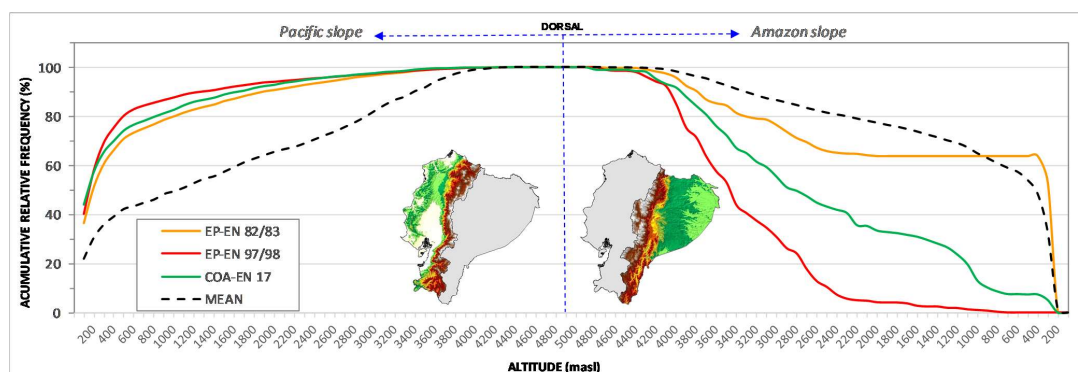 DORSAL
Pacific slope
Amazon slope
ACUMULATIVE RELATIVE FREQUENCY (%)
100
80
60
40
20
0
EP-EN 82/83
EP-EN 97/98
COA-EN 17
MEAN
200 400 600 800 1000 1200 1400 1600 1800 2000 2200 2400 2600 2800 3000 3200 3400 3600 3800 4000 4200 4400 4600 4800 5000 4800 4600 4400 4200 4000 3800 3600 3400 3200 3000 2800 2600 2400 2200 2000 1800 1600 1400 1200 1000 800 600 400 200
ALTITUDE (masl)